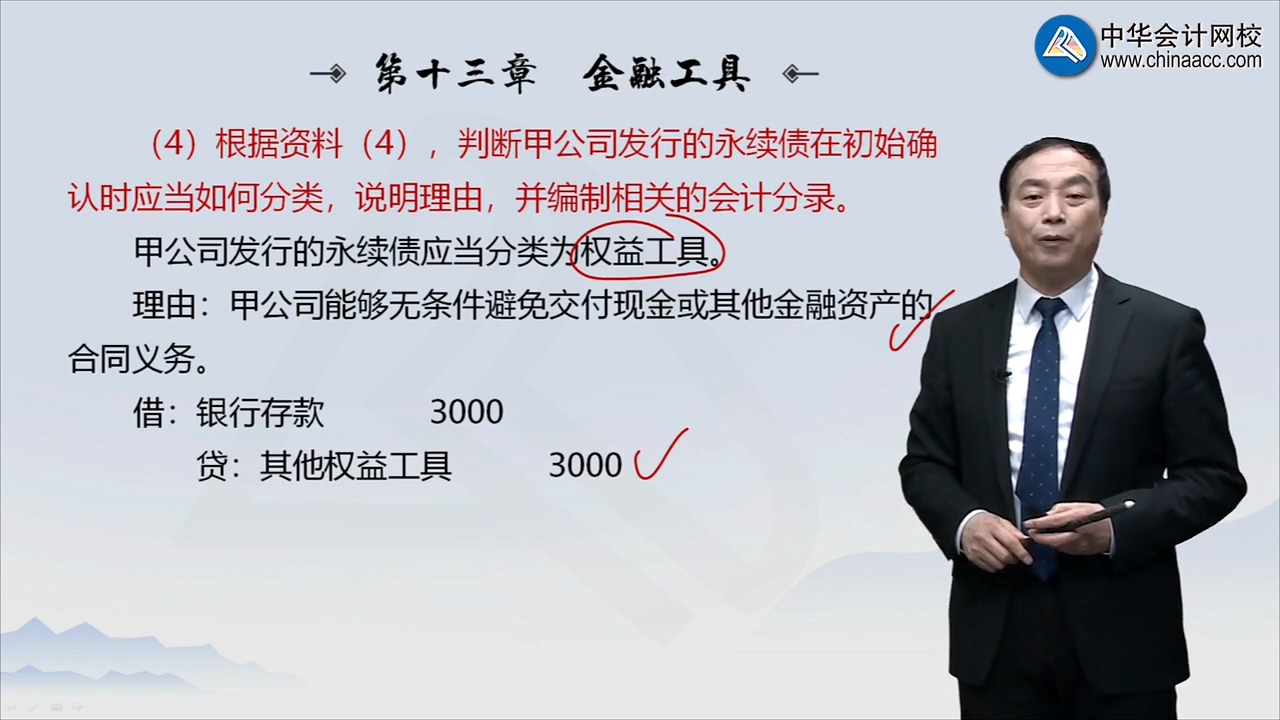 中华会计网校
www.chinaacc.com
第十三章 金融工具
（4）根据资料（4），判断甲公司发行的永续债在初始确
认时应当如何分类，说明理由，并编制相关的会计分录。
甲公司发行的永续债应当分类为权益工具。
理由：甲公司能够无条件避免交付现金或其他金融资产的
合同义务。
借：银行存款 3000
贷：其他权益工具 3000